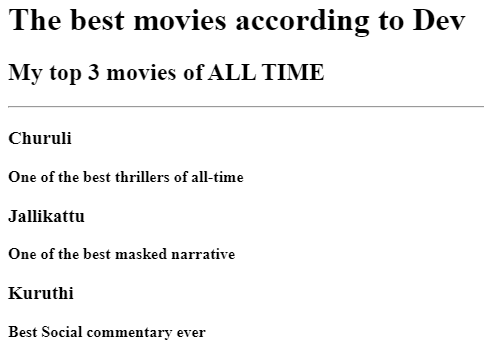 The best movies according to Dev
My top 3 movies of ALL TIME
Churuli
One of the best thrillers of all-time
Jallikattu
One of the best masked narrative
Kuruthi
Best Social commentary ever